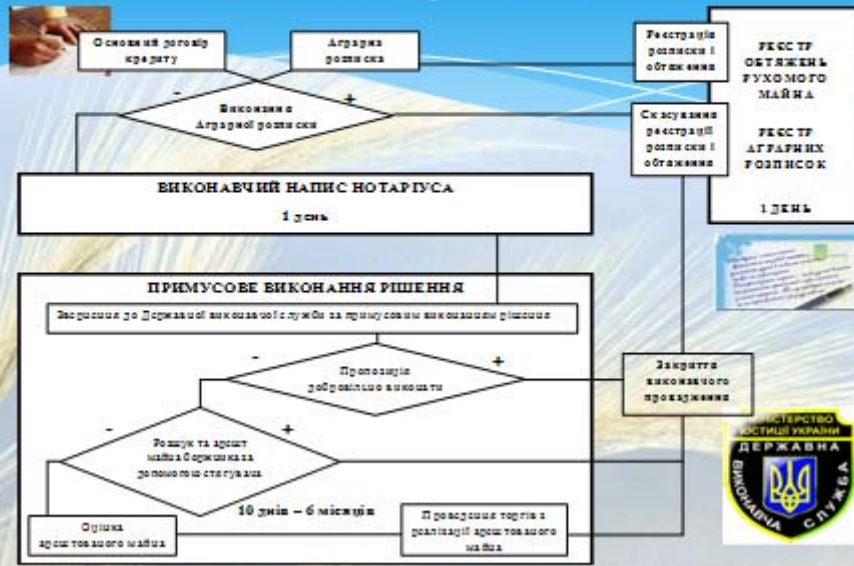 Основний договір
кредиту
Аграрна
розписка
Реєстрація
розписки і
обтяження
РЕЄСТР
ОБТЯЖЕНЬ
РУХОМОГО
МАЙНА
РЕЄСТР
АГРАРНИХ
РОЗПИСОК
1 ДЕНЬ
-
+
Виконання
Аграрної розписки
Скасування
реєстрації
розписки і
обтяження
ВИКОНАВЧИЙ НАПИС НОТАРІУСА
1 день
ПРИМУСОВЕ ВИКОНАННЯ РІШЕННЯ
Звернення до Державної виконавчої служби за примусовим виконанням рішення
-
+
Пропозиція
добровільно виконати
Закриття
виконавчого
провадження
-
+
Розшук та арешт
майна боржника за
допомогою стягувача
10 днів – 6 місяців
Оцінка
арештованого майна
Проведення торгів з
реалізації арештованого
майна
МІНІСТЕРСТВО
ЮСТИЦІЇ УКРАЇНИ
ДЕРЖАВНА
ВИКОНАВЧА
СЛУЖБА